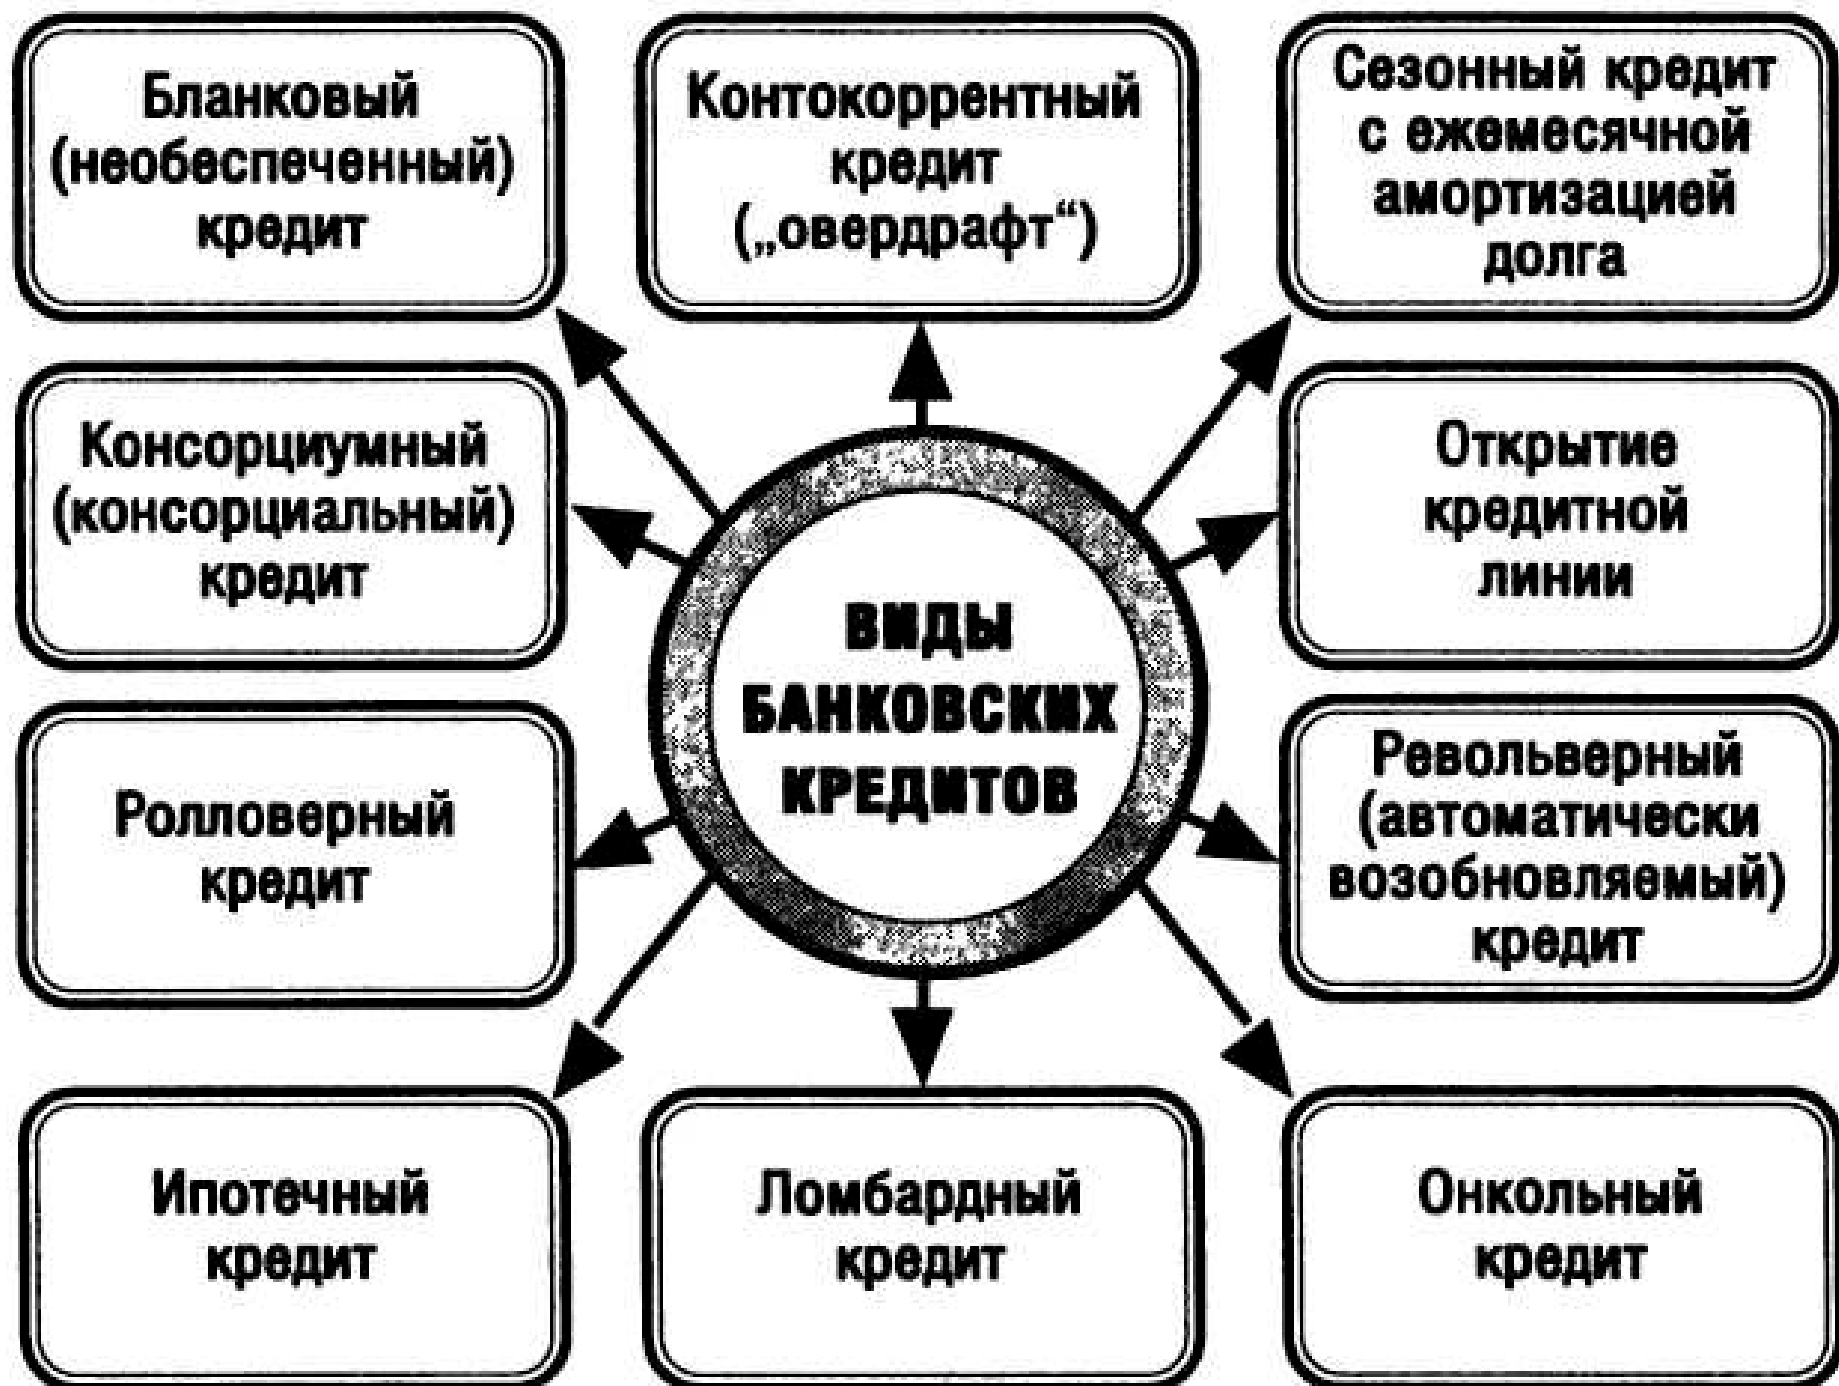 Бланковый
(необеспеченный)
кредит
Контокоррентный
кредит
(„овердрафт“)
Сезонный кредит
с ежемесячной
амортизацией
долга
Консорциумный
(консорциальный)
кредит
Открытие
кредитной
линии
ВИДЫ
БАНКОВСКИХ
КРЕДИТОВ
Ролловерный
кредит
Револьверный
(автоматически
возобновляемый)
кредит
Ипотечный
кредит
Ломбардный
кредит
Онкольный
кредит